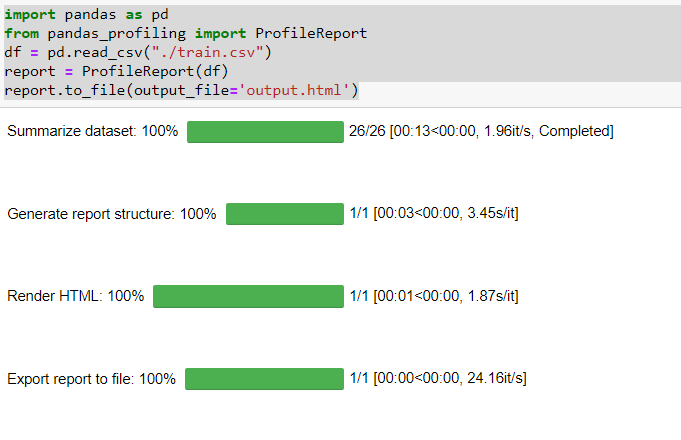 import pandas as pd
from pandas_profiling import ProfileReport
df = pd.read_csv("./train.csv")
report = ProfileReport(df)
report.to_file(output_file='output.html')
Summarize dataset: 100% 26/26 [00:13<00:00, 1.96it/s, Completed]
Generate report structure: 100% 1/1 [00:03<00:00, 3.45s/it]
Render HTML: 100% 1/1 [00:01<00:00, 1.87s/it]
Export report to file: 100% 1/1 [00:00<00:00, 24.16it/s]